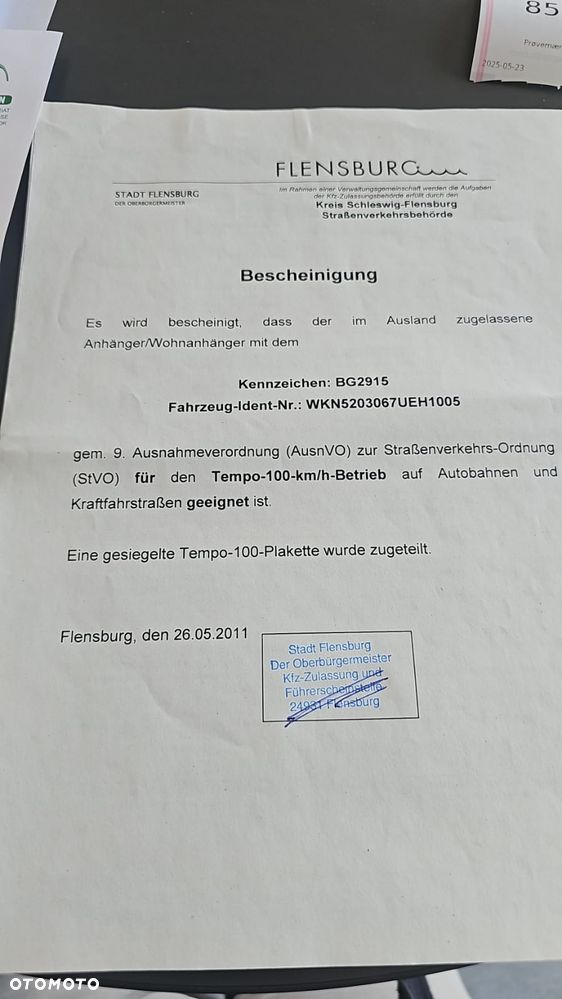 85
Prøvemær
2025-05-23
N
SAT
SE
OK
FLENSBURG
STADT FLENSBURG
DER OBERBÜRGERMEISTER
Im Rahmen einer Verwaltungsgemeinschaft werden die Aufgaben
der Kfz-Zulassungsbehörde erfüllt durch den
Kreis Schleswig-Flensburg
Straßenverkehrsbehörde
Bescheinigung
Es wird bescheinigt, dass der im Ausland zugelassene
Anhänger/Wohnanhänger mit dem
Kennzeichen: BG2915
Fahrzeug-Ident-Nr.: WKN5203067UEH1005
gem. 9. Ausnahmeverordnung (AusnVO) zur Straßenverkehrs-Ordnung
(StVO) für den Tempo-100-km/h-Betrieb auf Autobahnen und
Kraftfahrstraßen geeignet ist.
Eine gesiegelte Tempo-100-Plakette wurde zugeteilt.
Flensburg, den 26.05.2011
Stadt Flensburg
Der Oberbürgermeister
Kfz-Zulassung und
Führerscheinstelle
24931 Flensburg
OTOMOTO